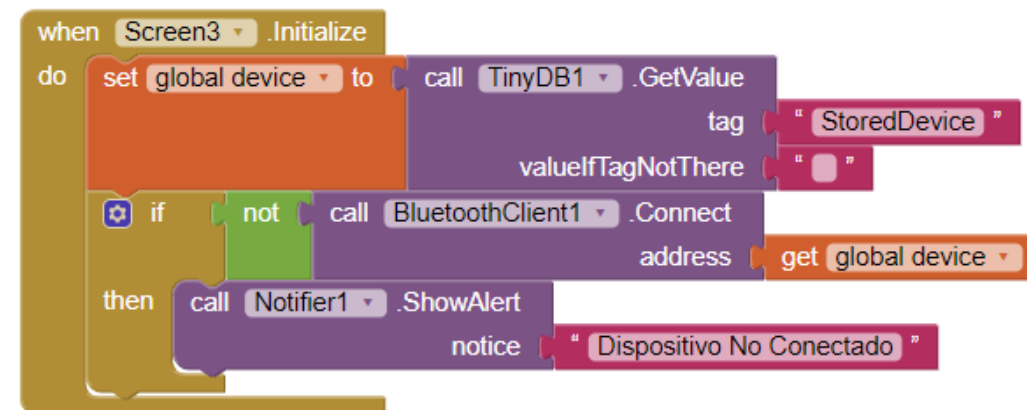 when Screen3 .Initialize
do set global device to call TinyDB1 .GetValue
tag " StoredDevice "
valueIfTagNotThere " "
if not call BluetoothClient1 .Connect
address get global device
then call Notifier1 .ShowAlert
notice " Dispositivo No Conectado "